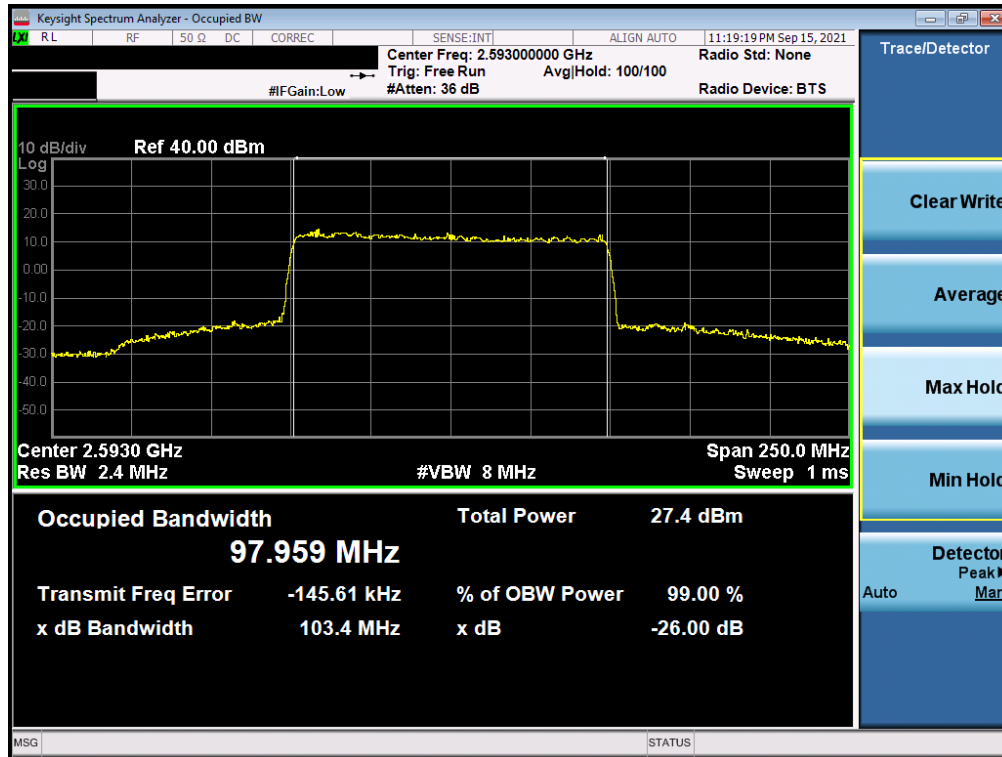 Keysight Spectrum Analyzer - Occupied BW
LXI RL RF 50 Ω DC CORREC SENSE:INT ALIGN AUTO 11:19:19 PM Sep 15, 2021
Center Freq: 2.593000000 GHz Radio Std: None
Trig: Free Run Avg|Hold: 100/100
#IFGain:Low #Atten: 36 dB Radio Device: BTS
10 dB/div Ref 40.00 dBm
Log
30.0
20.0
10.0
0.00
-10.0
-20.0
-30.0
-40.0
-50.0
Center 2.5930 GHz Span 250.0 MHz
Res BW 2.4 MHz #VBW 8 MHz Sweep 1 ms
Occupied Bandwidth Total Power 27.4 dBm
97.959 MHz
Transmit Freq Error -145.61 kHz % of OBW Power 99.00 %
x dB Bandwidth 103.4 MHz x dB -26.00 dB
MSG STATUS
Trace/Detector
Clear Write
Average
Max Hold
Min Hold
Detector
Peak
Auto Man